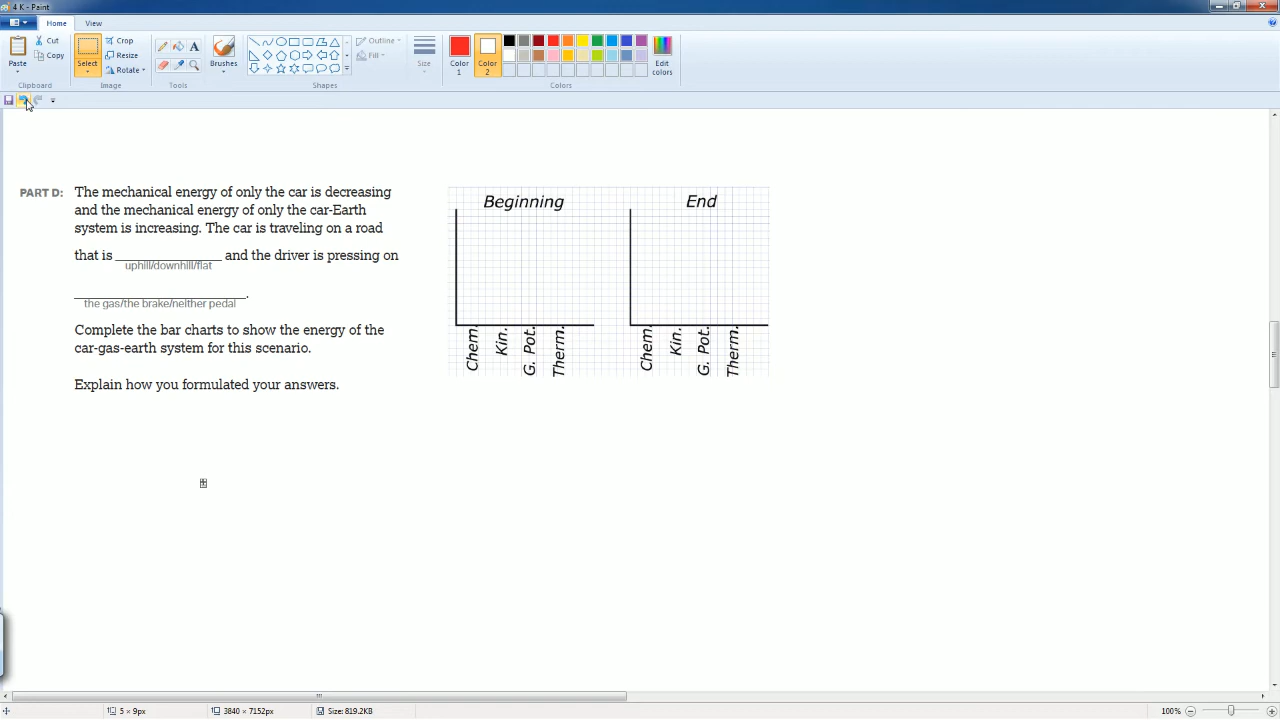 4 K - Paint
Home
View
Paste
Cut
Copy
Clipboard
Select
Crop
Resize
Rotate
Image
A
Tools
Brushes
Outline
Fill
Shapes
Size
Color 1
Color 2
Edit colors
Colors
PART D:
The mechanical energy of only the car is decreasing
and the mechanical energy of only the car-Earth
system is increasing. The car is traveling on a road
that is ______________ and the driver is pressing on
uphill/downhill/flat
______________________.
the gas/the brake/neither pedal
Complete the bar charts to show the energy of the
car-gas-earth system for this scenario.
Explain how you formulated your answers.
Beginning
Chem.
Kin.
G. Pot.
Therm.
End
Chem.
Kin.
G. Pot.
Therm.
5 × 9px
3840 × 7152px
Size: 819.2KB
100%